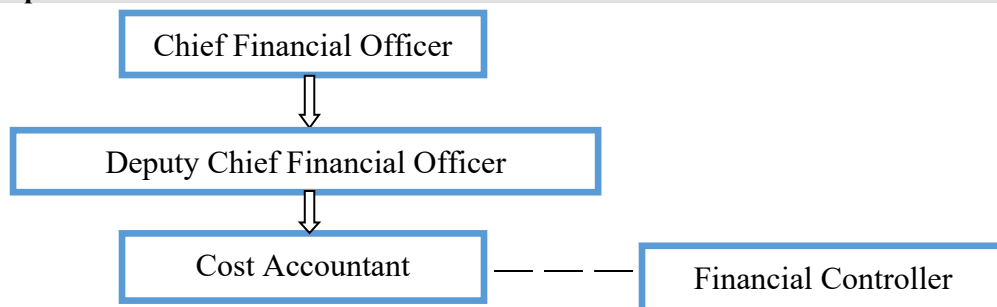 Chief Financial Officer
Deputy Chief Financial Officer
Cost Accountant
Financial Controller